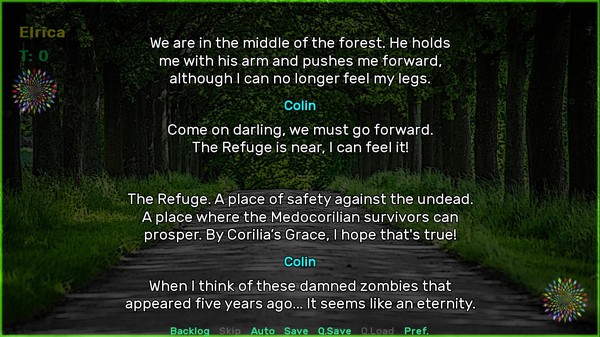 Elrica
T: 0
We are in the middle of the forest. He holds
me with his arm and pushes me forward,
although I can no longer feel my legs.
Colin
Come on darling, we must go forward.
The Refuge is near, I can feel it!
The Refuge. A place of safety against the undead.
A place where the Medocorilian survivors can
prosper. By Corilia's Grace, I hope that's true!
Colin
When I think of these damned zombies that
appeared five years ago... It seems like an eternity.
Backlog Skip Auto Save Q.Save Q.Load Pref.